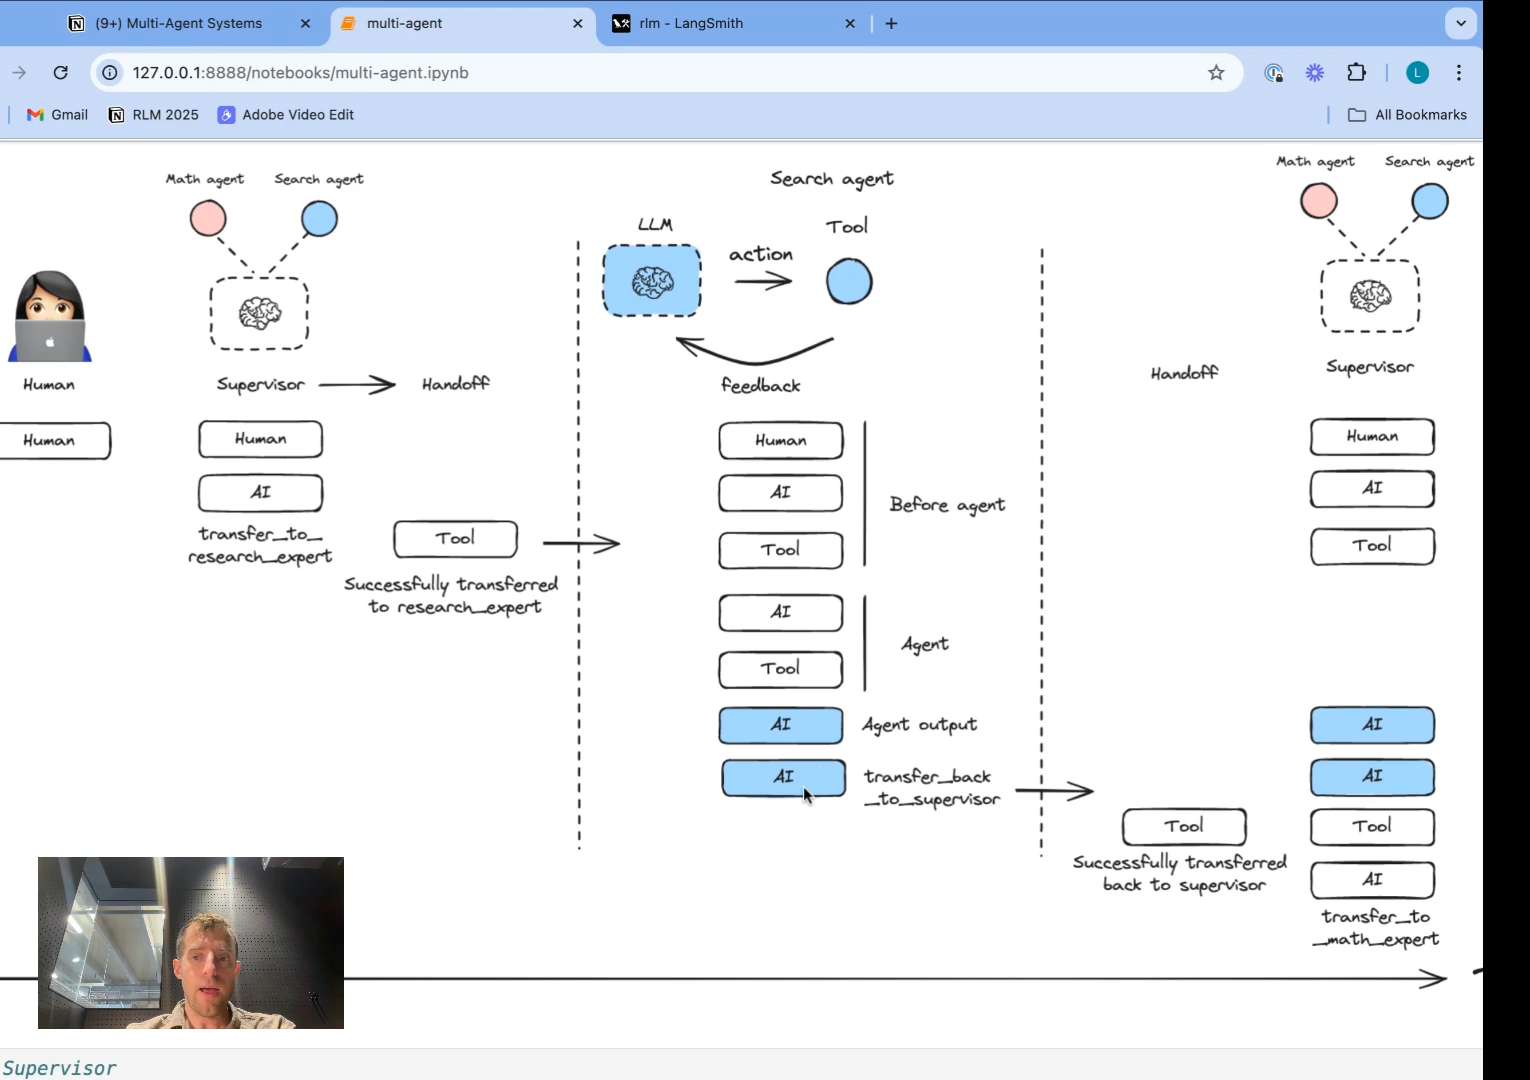 (9+) Multi-Agent Systems
multi-agent
rlm - LangSmith
127.0.0.1:8888/notebooks/multi-agent.ipynb
L
Gmail
RLM 2025
Adobe Video Edit
All Bookmarks
Math agent
Search agent
Human
Supervisor
Handoff
Human
Human
AI
transfer_to_
research_expert
Tool
Successfully transferred
to research_expert
Search agent
LLM
action
Tool
feedback
Human
AI
Tool
Before agent
AI
Tool
Agent
AI
Agent output
AI
transfer_back
_to_supervisor
Handoff
Tool
Successfully transferred
back to supervisor
Math agent
Search agent
Supervisor
Human
AI
Tool
AI
AI
Tool
AI
transfer_to
_math_expert
Supervisor